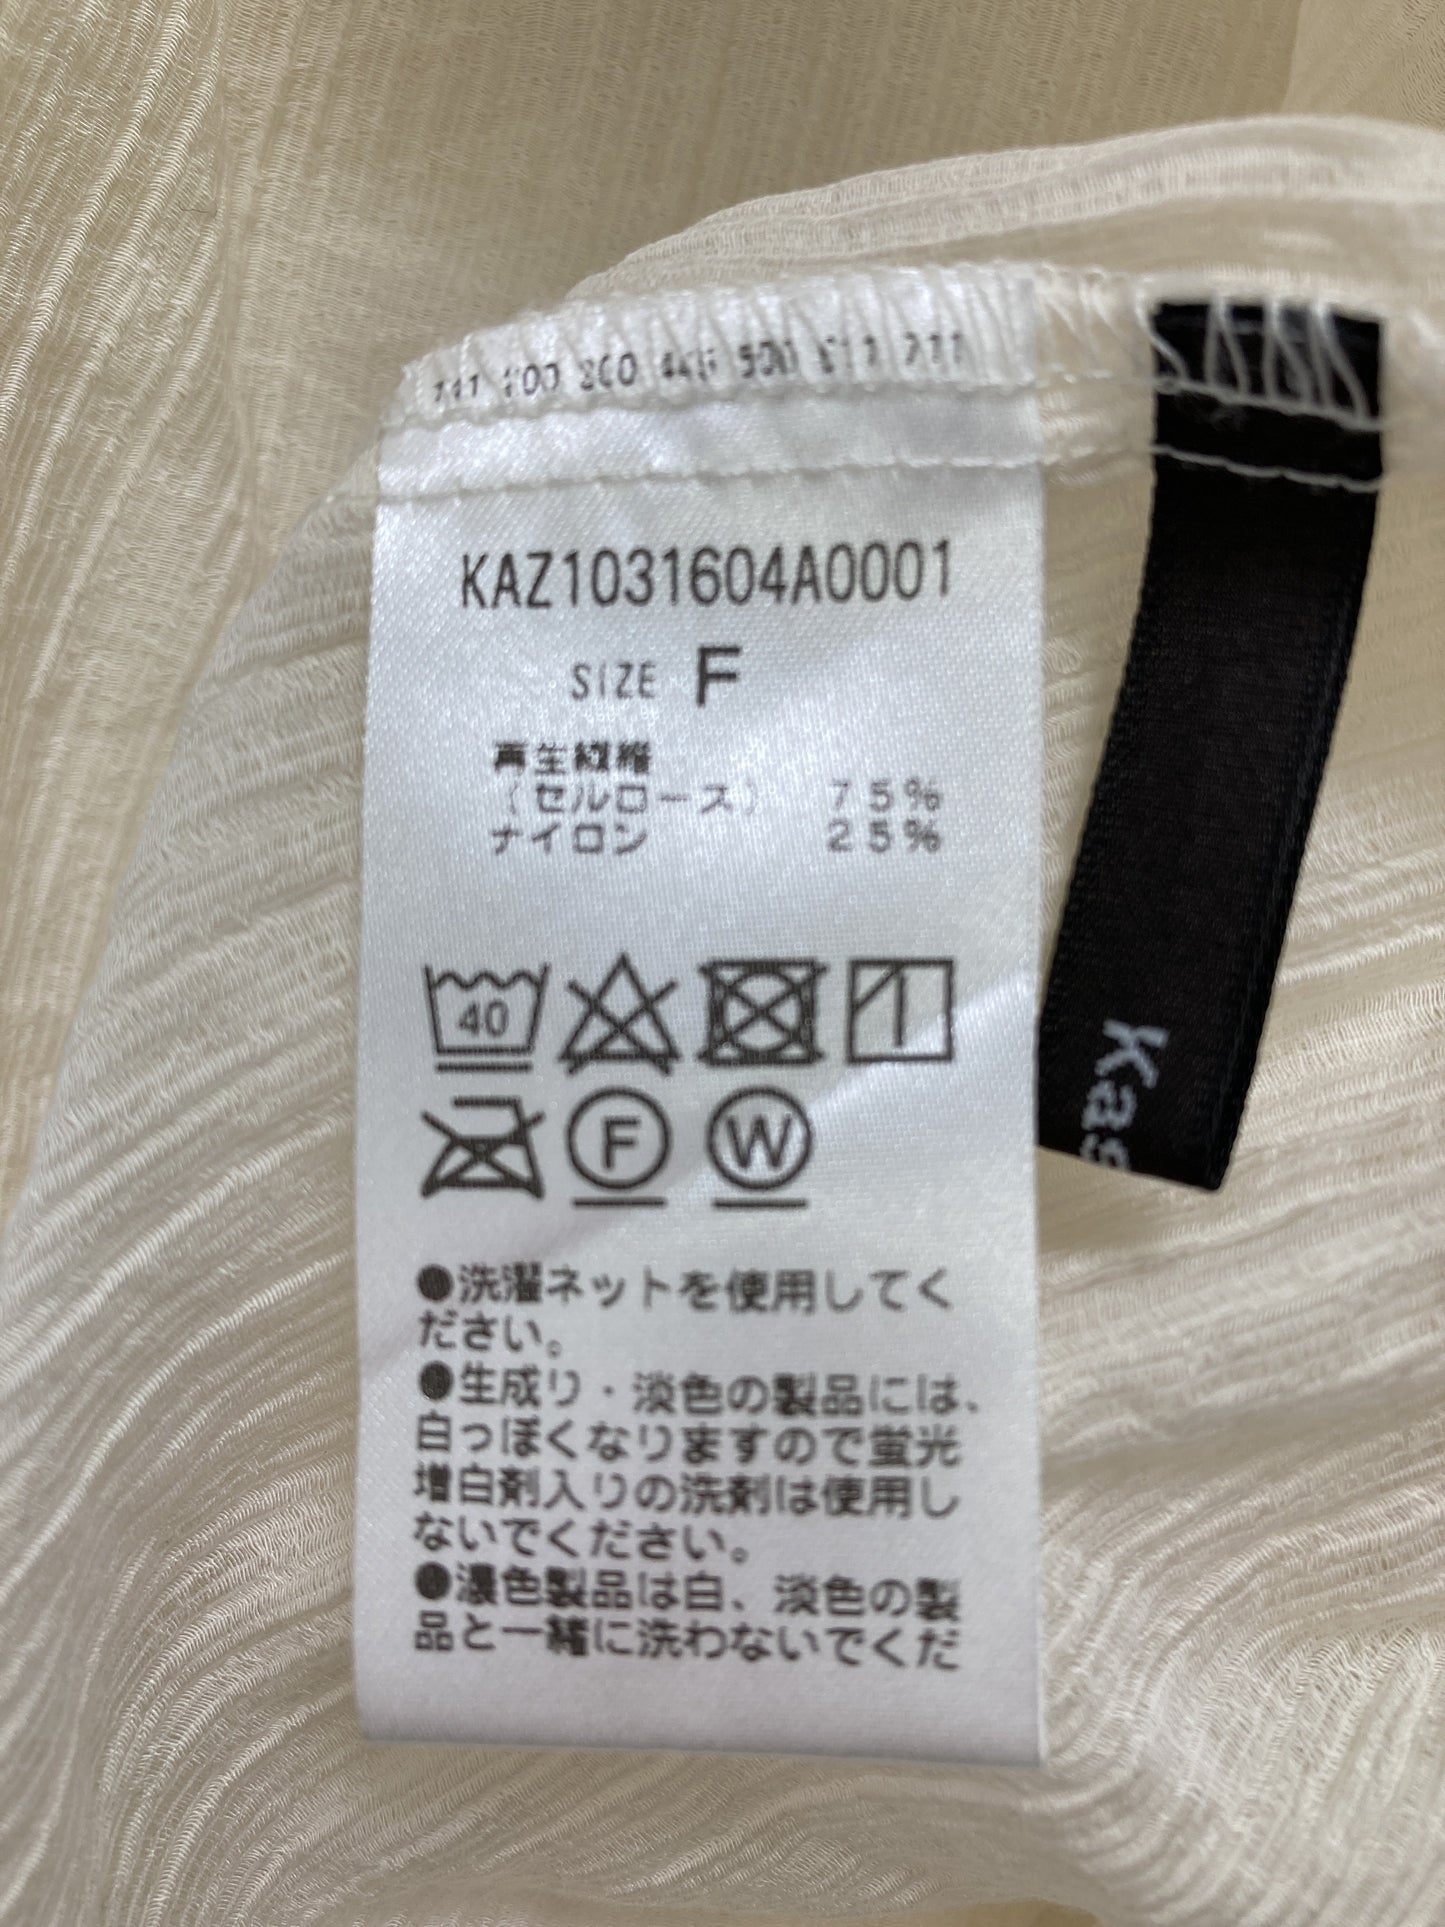 KAZ1031604A0001
SIZE F
再生繊維
(セルロース) 75%
ナイロン 25%
40
F W
●洗濯ネットを使用してく
ださい。
●生成り・淡色の製品には、
白っぽくなりますので蛍光
増白剤入りの洗剤は使用し
ないでください。
●濃色製品は白、淡色の製
品と一緒に洗わないでくだ
Kas